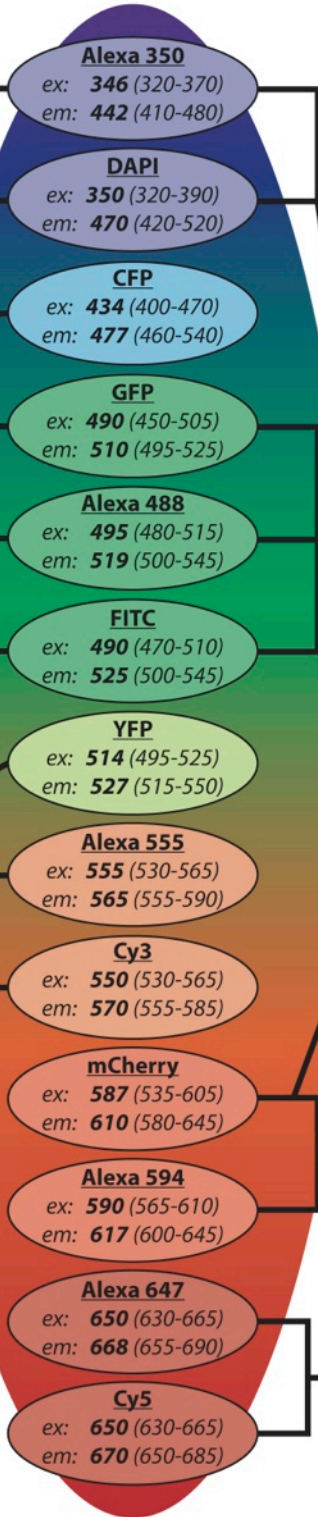 Alexa 350
ex: 346 (320-370)
em: 442 (410-480)
DAPI
ex: 350 (320-390)
em: 470 (420-520)
CFP
ex: 434 (400-470)
em: 477 (460-540)
GFP
ex: 490 (450-505)
em: 510 (495-525)
Alexa 488
ex: 495 (480-515)
em: 519 (500-545)
FITC
ex: 490 (470-510)
em: 525 (500-545)
YFP
ex: 514 (495-525)
em: 527 (515-550)
Alexa 555
ex: 555 (530-565)
em: 565 (555-590)
Cy3
ex: 550 (530-565)
em: 570 (555-585)
mCherry
ex: 587 (535-605)
em: 610 (580-645)
Alexa 594
ex: 590 (565-610)
em: 617 (600-645)
Alexa 647
ex: 650 (630-665)
em: 668 (655-690)
Cy5
ex: 650 (630-665)
em: 670 (650-685)